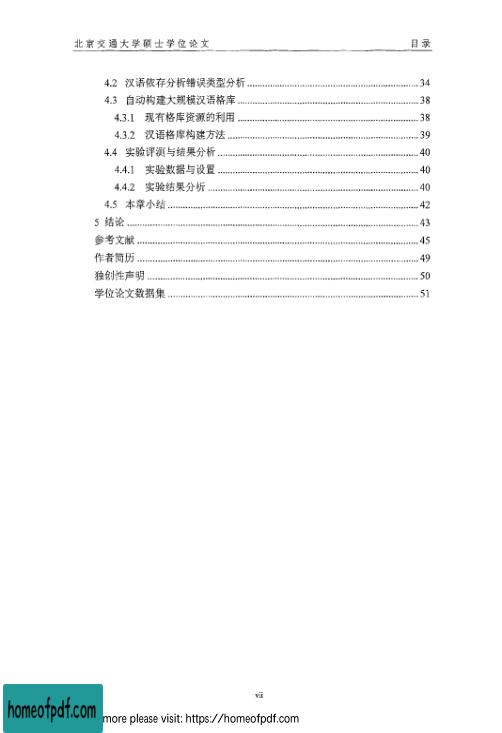 北京交通大学硕士学位论文 目录
4.2 汉语依存分析错误类型分析 34
4.3 自动构建大规模汉语格库 38
4.3.1 现有格库资源的利用 38
4.3.2 汉语格库构建方法 39
4.4 实验评测与结果分析 40
4.4.1 实验数据与设置 40
4.4.2 实验结果分析 40
4.5 本章小结 42
5 结论 43
参考文献 45
作者简历 49
独创性声明 50
学位论文数据集 51
vii
homeofpdf.com
more please visit: https://homeofpdf.com